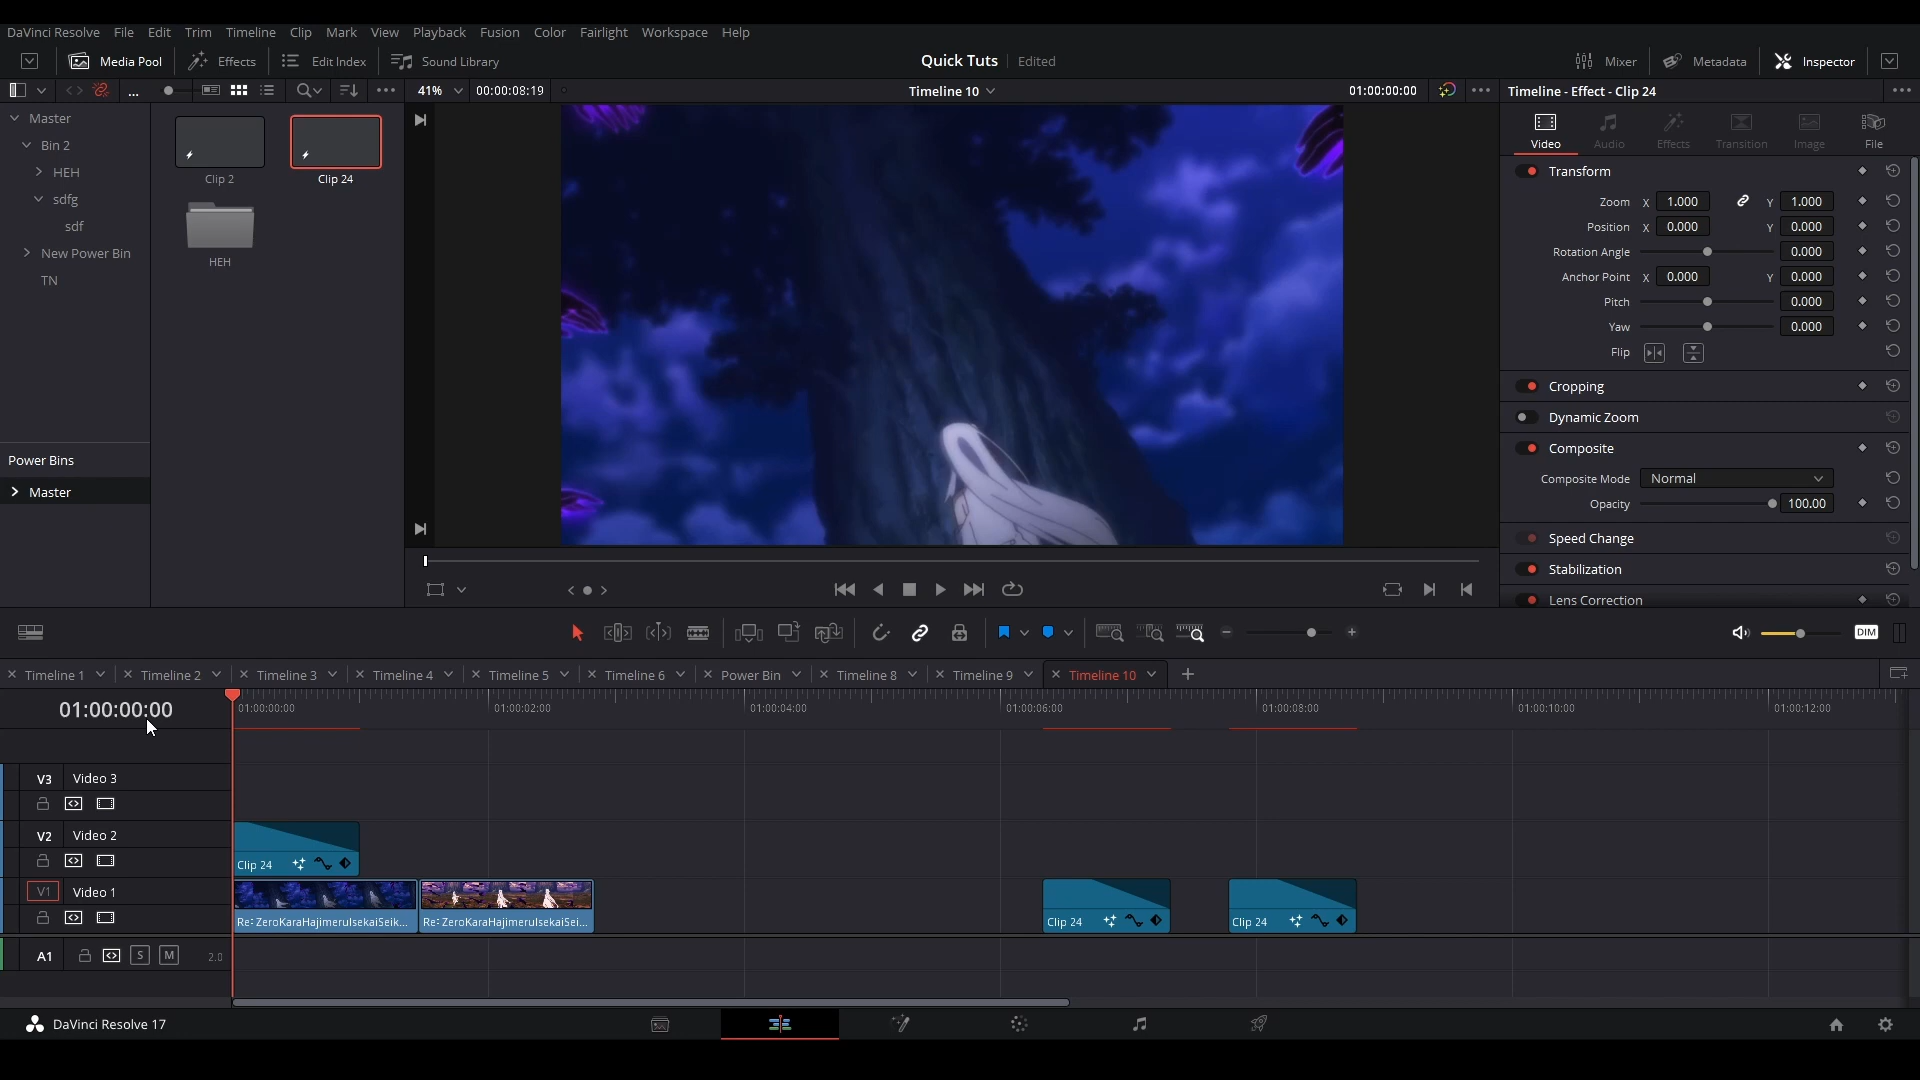 DaVinci Resolve File Edit Trim Timeline Clip Mark View Playback Fusion Color Fairlight Workspace Help
Media Pool Effects Edit Index Sound Library Quick Tuts Edited Mixer Metadata Inspector
... 41% 00:00:08:19 Timeline 10 01:00:00:00 Timeline - Effect - Clip 24
Master
Bin 2
HEH
sdfg
sdf
New Power Bin
TN
Power Bins
Master
Clip 2
Clip 24
HEH
Video Audio Effects Transition Image File
Transform
Zoom X 1.000 Y 1.000
Position X 0.000 Y 0.000
Rotation Angle 0.000
Anchor Point X 0.000 Y 0.000
Pitch 0.000
Yaw 0.000
Flip
Cropping
Dynamic Zoom
Composite
Composite Mode Normal
Opacity 100.00
Speed Change
Stabilization
Lens Correction
DIM
Timeline 1 Timeline 2 Timeline 3 Timeline 4 Timeline 5 Timeline 6 Power Bin Timeline 8 Timeline 9 Timeline 10
01:00:00:00 01:00:00:00 01:00:02:00 01:00:04:00 01:00:06:00 01:00:08:00 01:00:10:00 01:00:12:00
V3 Video 3
V2 Video 2
Clip 24
V1 Video 1
Re: ZeroKaraHajimeruIsekaiSeik... Re: ZeroKaraHajimeruIsekaiSei... Clip 24 Clip 24
A1 S M 2.0
DaVinci Resolve 17